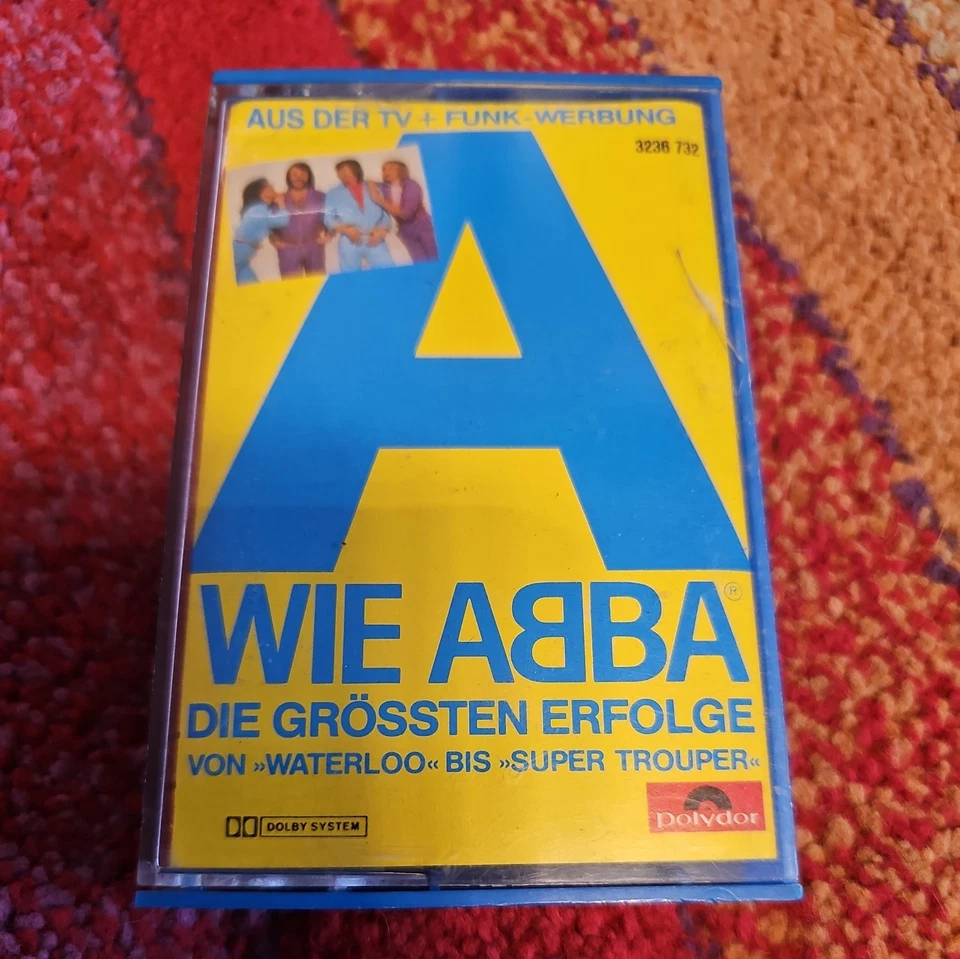 AUS DER TV + FUNK-WERBUNG
3236 732
A
WIE ABBA®
DIE GRÖSSTEN ERFOLGE
VON »WATERLOO« BIS »SUPER TROUPER«
DOLBY SYSTEM
polydor